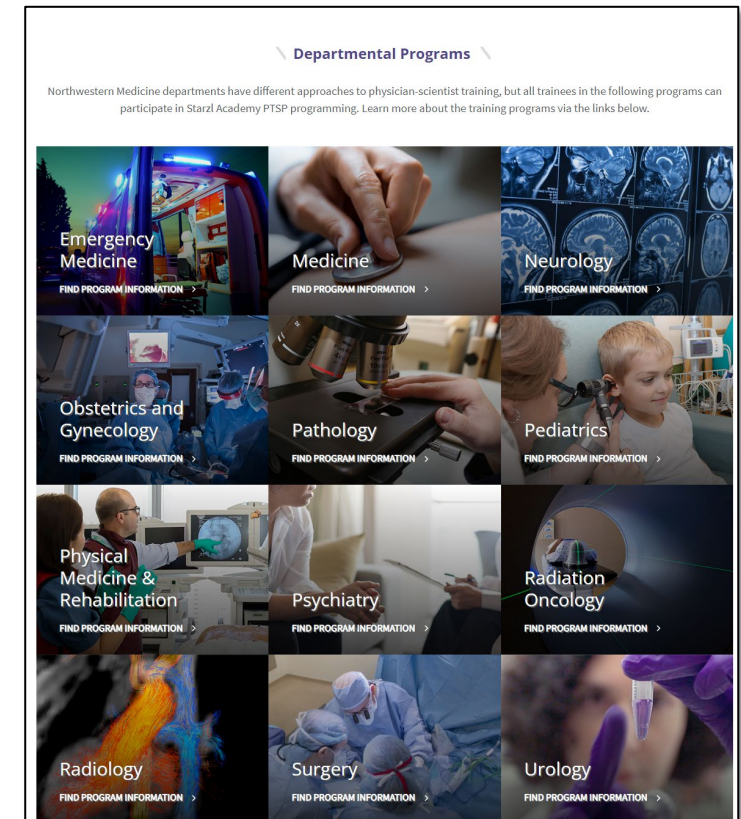 Departmental Programs
Northwestern Medicine departments have different approaches to physician-scientist training, but all trainees in the following programs can
participate in Starzl Academy PTSP programming. Learn more about the training programs via the links below.
Emergency
Medicine
FIND PROGRAM INFORMATION >
Medicine
FIND PROGRAM INFORMATION >
Neurology
FIND PROGRAM INFORMATION >
Obstetrics and
Gynecology
FIND PROGRAM INFORMATION >
Pathology
FIND PROGRAM INFORMATION >
Pediatrics
FIND PROGRAM INFORMATION >
Physical
Medicine &
Rehabilitation
FIND PROGRAM INFORMATION >
Psychiatry
FIND PROGRAM INFORMATION >
Radiation
Oncology
FIND PROGRAM INFORMATION >
Radiology
FIND PROGRAM INFORMATION >
Surgery
FIND PROGRAM INFORMATION >
Urology
FIND PROGRAM INFORMATION >